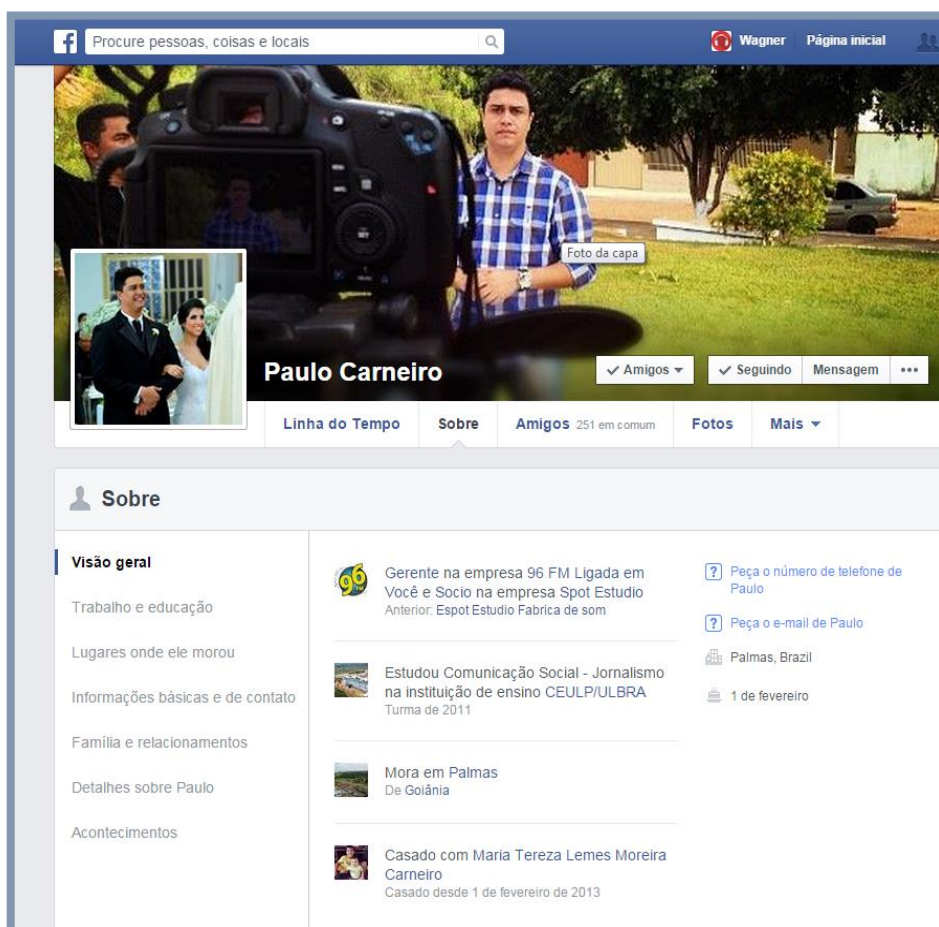 f
Procure pessoas, coisas e locais
Wagner Página inicial
Foto da capa
Paulo Carneiro
Amigos
Seguindo
Mensagem
Linha do Tempo
Sobre
Amigos 251 em comum
Fotos
Mais
Sobre
Visão geral
Trabalho e educação
Lugares onde ele morou
Informações básicas e de contato
Família e relacionamentos
Detalhes sobre Paulo
Acontecimentos
96
Gerente na empresa 96 FM Ligada em
Você e Socio na empresa Spot Estudio
Anterior: Espot Estudio Fabrica de som
Estudou Comunicação Social - Jornalismo
na instituição de ensino CEULP/ULBRA
Turma de 2011
Mora em Palmas
De Goiânia
Casado com Maria Tereza Lemes Moreira
Carneiro
Casado desde 1 de fevereiro de 2013
? Peça o número de telefone de
Paulo
? Peça o e-mail de Paulo
Palmas, Brazil
1 de fevereiro